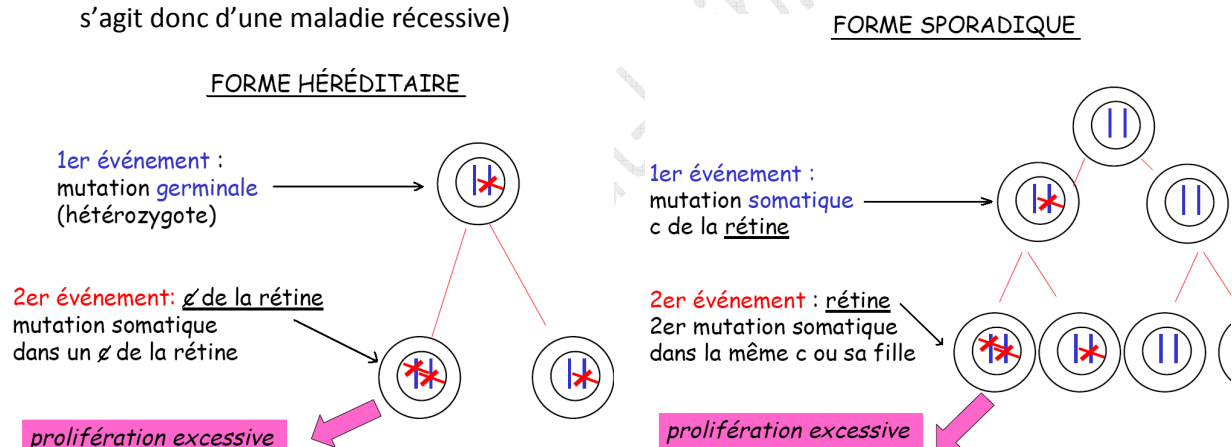 s’agit donc d’une maladie récessive)
FORME HÉRÉDITAIRE
1er événement :
mutation germinale
(hétérozygote)
2er événement: ȼ de la rétine
mutation somatique
dans un ȼ de la rétine
prolifération excessive
FORME SPORADIQUE
1er événement :
mutation somatique
c de la rétine
2er événement : rétine
2er mutation somatique
dans la même c ou sa fille
prolifération excessive